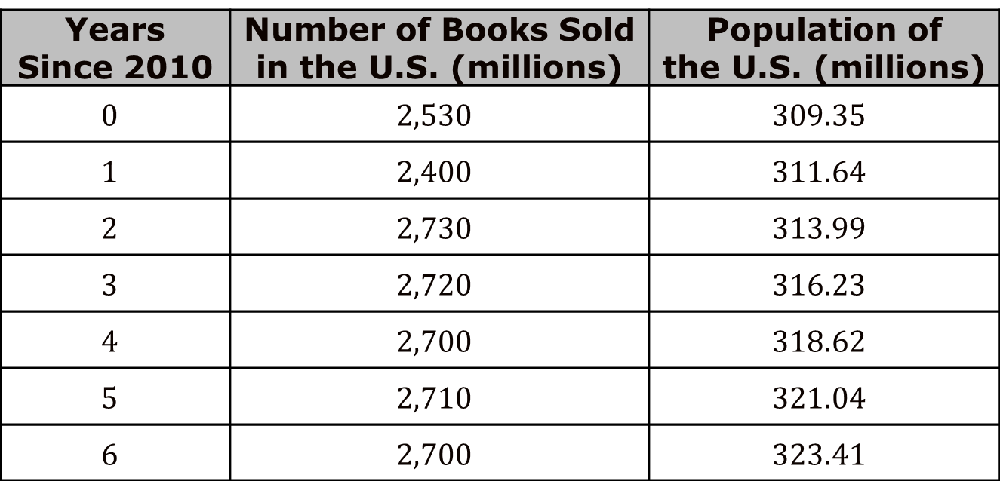 Years Since 2010 Number of Books Sold in the U.S. (millions) Population of the U.S. (millions)
0 2,530 309.35
1 2,400 311.64
2 2,730 313.99
3 2,720 316.23
4 2,700 318.62
5 2,710 321.04
6 2,700 323.41